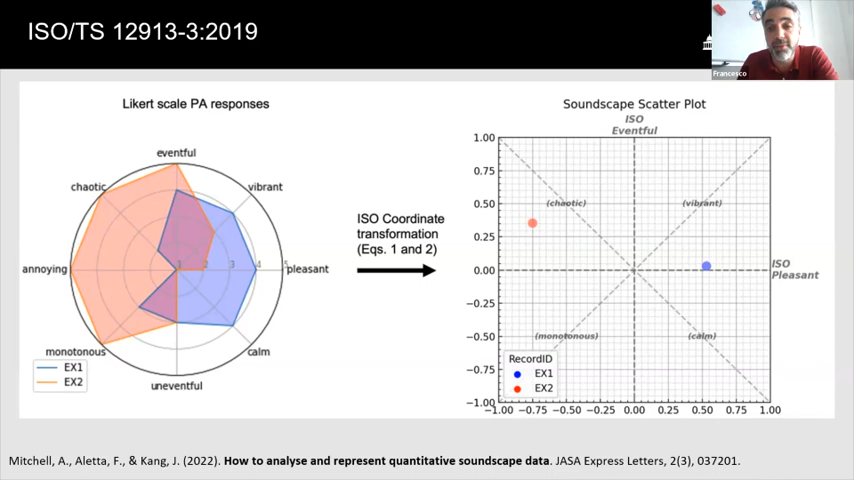 ISO/TS 12913-3:2019
Francesco
Likert scale PA responses
eventful
vibrant
pleasant
calm
uneventful
monotonous
annoying
chaotic
1 2 3 4 5
EX1
EX2
ISO Coordinate
transformation
(Eqs. 1 and 2)
Soundscape Scatter Plot
ISO
Eventful
1.00
0.75
0.50
0.25
0.00
−0.25
−0.50
−0.75
−1.00
(chaotic)
(vibrant)
(monotonous)
(calm)
ISO
Pleasant
RecordID
EX1
EX2
−1.00 −0.75 −0.50 −0.25 0.00 0.25 0.50 0.75 1.00
Mitchell, A., Aletta, F., & Kang, J. (2022). How to analyse and represent quantitative soundscape data. JASA Express Letters, 2(3), 037201.